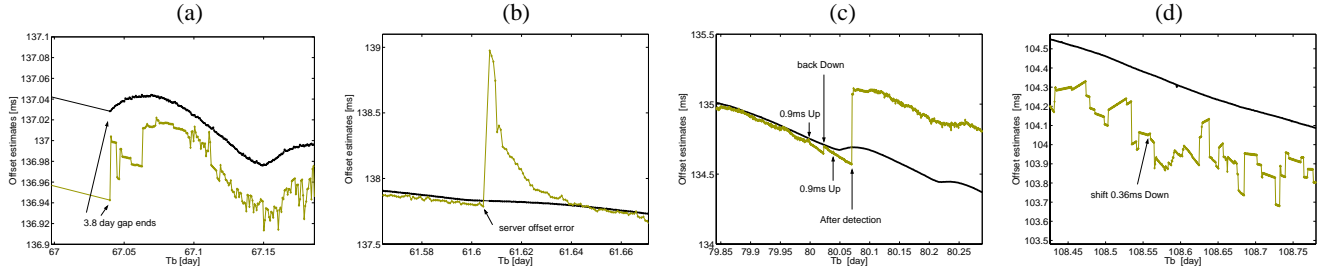 (a)
137.1
137.08
137.06
137.04
137.02
137
136.98
136.96
136.94
136.92
136.9
Offset estimates [ms]
3.8 day gap ends
67
67.05
67.1
67.15
Tb [day]
(b)
139
138.5
138
137.5
Offset estimates [ms]
server offset error
61.58
61.6
61.62
61.64
61.66
Tb [day]
(c)
135
134.5
134
Offset estimates [ms]
back Down
0.9ms Up
0.9ms Up
After detection
79.85
79.9
79.95
80
80.05
80.1
80.15
80.2
80.25
Tb [day]
(d)
104.5
104.4
104.3
104.2
104.1
104
103.9
103.8
103.7
103.6
103.5
Offset estimates [ms]
shift 0.36ms Down
108.45
108.5
108.55
108.6
108.65
108.7
108.75
Tb [day]